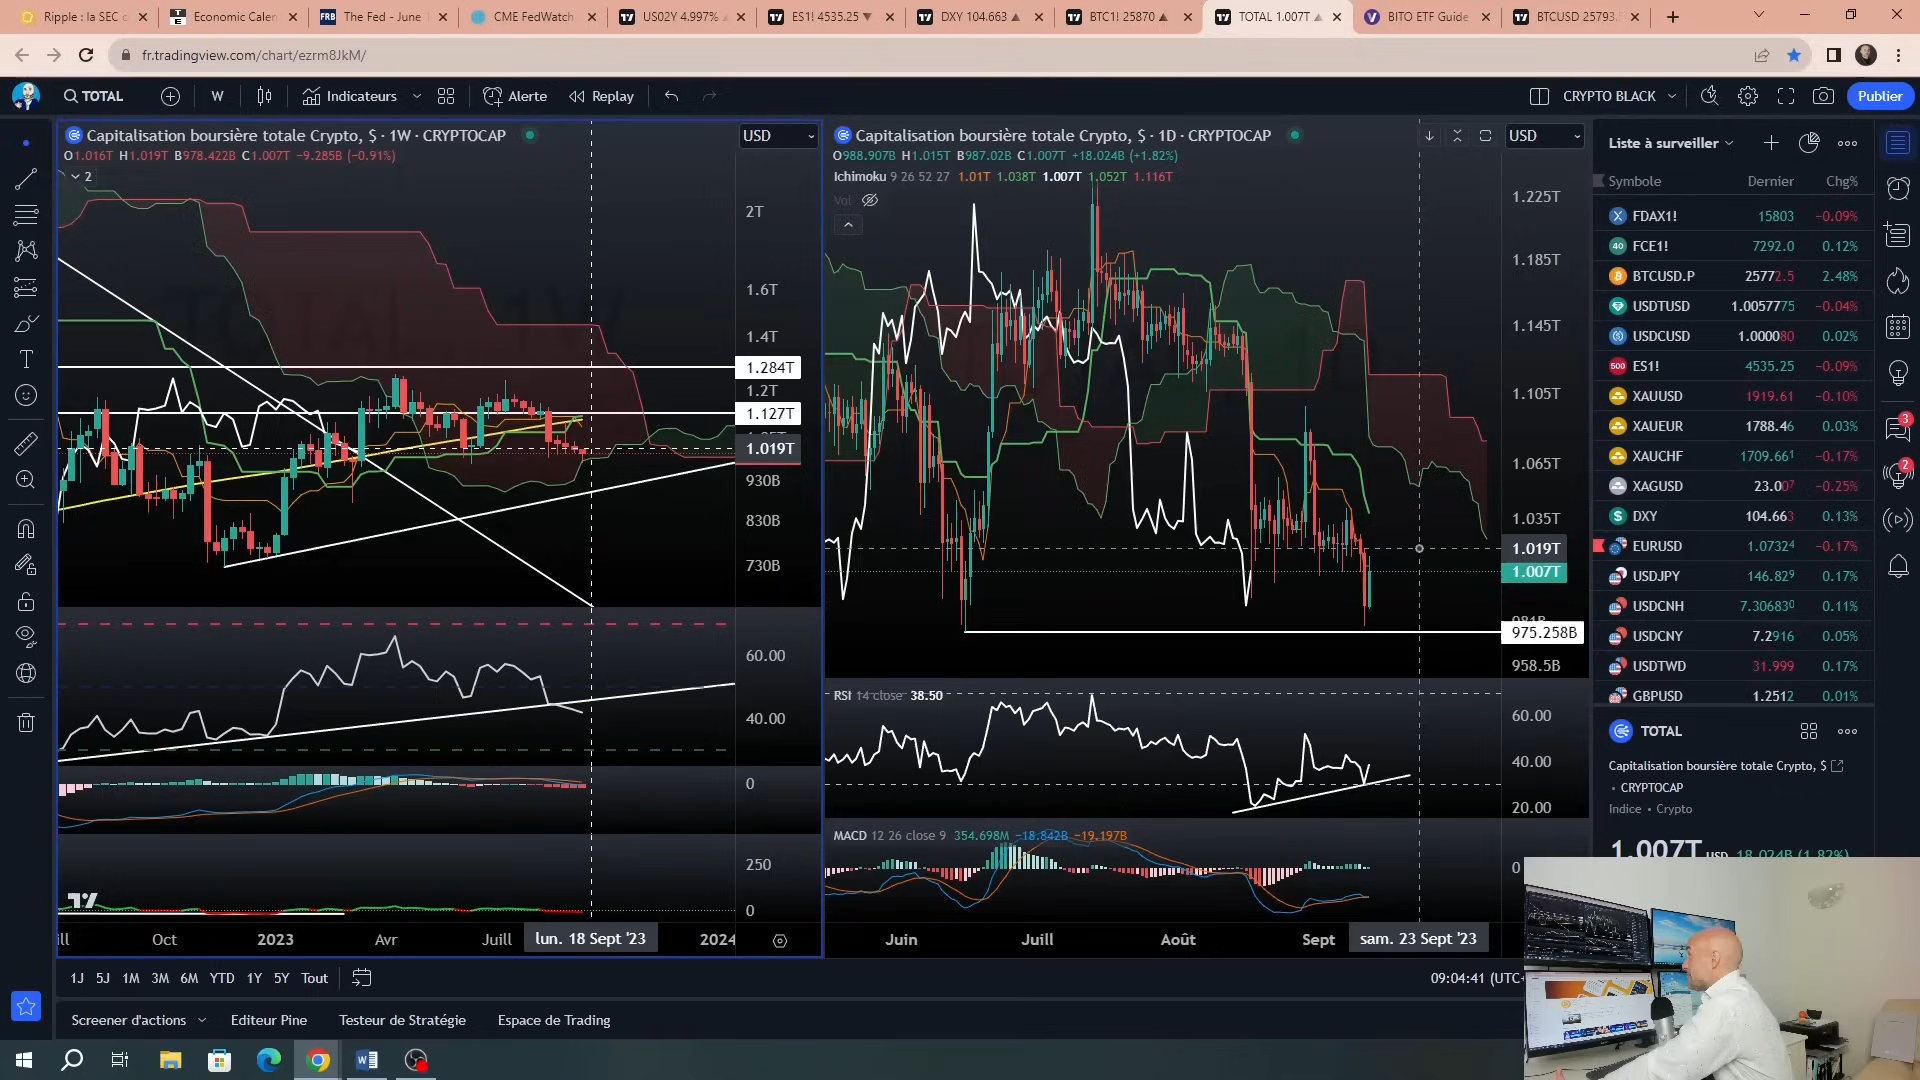 Ripple : la SEC
Economic Calen
FRB The Fed - June 1
CME FedWatch
US02Y 4.997%
ES1! 4535.25
DXY 104.663
BTC1! 25870
TOTAL 1.007T
BITO ETF Guide
BTCUSD 25793.
fr.tradingview.com/chart/ezrm8JkM/
TOTAL W Indicateurs Alerte Replay CRYPTO BLACK Publier
Capitalisation boursière totale Crypto, $ · 1W · CRYPTOCAP USD
O1.016T H1.019T B978.422B C1.007T −9.285B (−0.91%)
2
2T
1.6T
1.4T
1.284T
1.2T
1.127T
1.019T
930B
830B
730B
60.00
40.00
0
250
0
Oct 2023 Avr Juill lun. 18 Sept '23 2024
Capitalisation boursière totale Crypto, $ · 1D · CRYPTOCAP USD
O988.907B H1.015T B987.02B C1.007T +18.024B (+1.82%)
Ichimoku 9 26 52 27 1.01T 1.038T 1.007T 1.052T 1.116T
Vol
1.225T
1.185T
1.145T
1.105T
1.065T
1.035T
1.019T
1.007T
975.258B
958.5B
RSI 14 close 38.50
60.00
40.00
20.00
MACD 12 26 close 9 354.698M −18.842B −19.197B
0
Juin Juill Août Sept sam. 23 Sept '23
1J 5J 1M 3M 6M YTD 1Y 5Y Tout
09:04:41 (UTC+
Screener d'actions Editeur Pine Testeur de Stratégie Espace de Trading
Liste à surveiller
Symbole Dernier Chg%
FDAX1! 15803 −0.09%
FCE1! 7292.0 0.12%
BTCUSD.P 25772.5 2.48%
USDTUSD 1.0057775 −0.04%
USDCUSD 1.000080 0.02%
ES1! 4535.25 −0.09%
XAUUSD 1919.61 −0.10%
XAUEUR 1788.46 0.03%
XAUCHF 1709.661 −0.17%
XAGUSD 23.007 −0.25%
DXY 104.663 0.13%
EURUSD 1.07324 −0.17%
USDJPY 146.829 0.17%
USDCNH 7.306830 0.11%
USDCNY 7.2916 0.05%
USDTWD 31.999 0.17%
GBPUSD 1.2512 0.01%
3
2
TOTAL
Capitalisation boursière totale Crypto, $
• CRYPTOCAP
Indice • Crypto
1.007T USD 18.024B (1.82%)